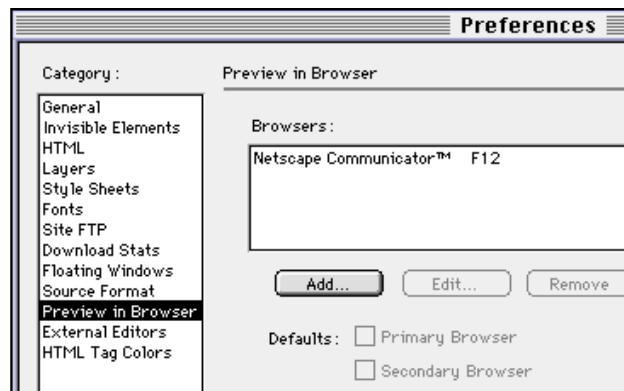 Preferences
Category:
Preview in Browser
General
Invisible Elements
HTML
Layers
Style Sheets
Fonts
Site FTP
Download Stats
Floating Windows
Source Format
Preview in Browser
External Editors
HTML Tag Colors
Browsers:
Netscape Communicator™ F12
Add... Edit... Remove
Defaults: Primary Browser
Secondary Browser